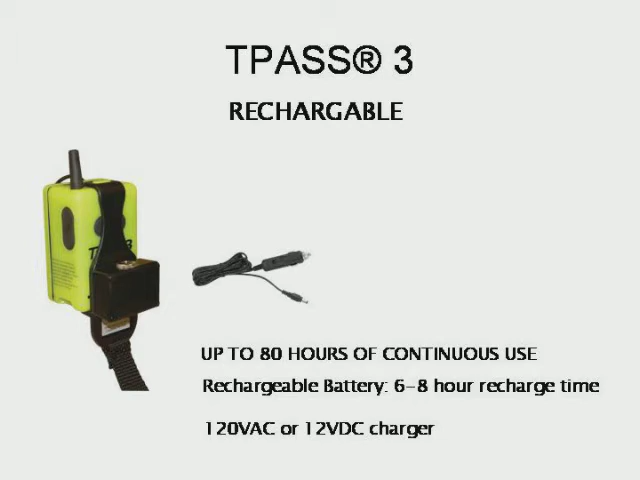 TPASS® 3
RECHARGABLE
UP TO 80 HOURS OF CONTINUOUS USE
Rechargeable Battery: 6-8 hour recharge time
120VAC or 12VDC charger